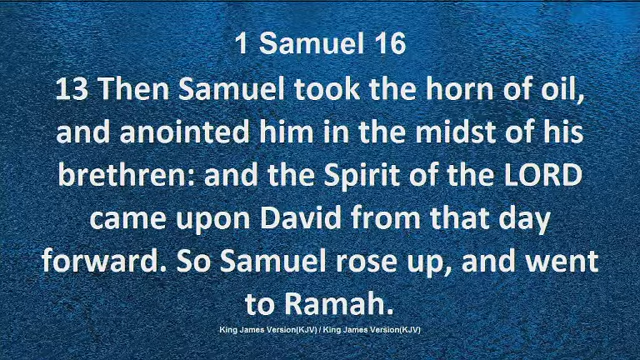 1 Samuel 16
13 Then Samuel took the horn of oil,
and anointed him in the midst of his
brethren: and the Spirit of the LORD
came upon David from that day
forward. So Samuel rose up, and went
to Ramah.
King James Version(KJV) / King James Version(KJV)